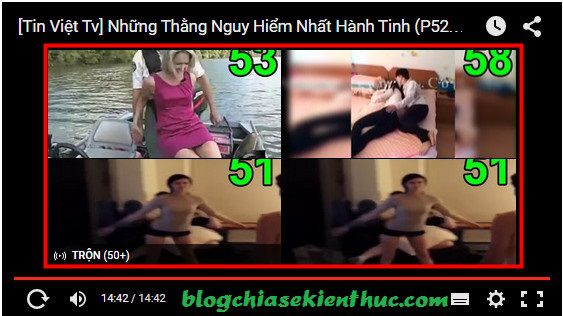 [Tin Việt Tv] Những Thằng Nguy Hiểm Nhất Hành Tinh (P52...
53
58
51
51
TRỘN (50+)
14:42 / 14:42
blogchiasekienthuc.com